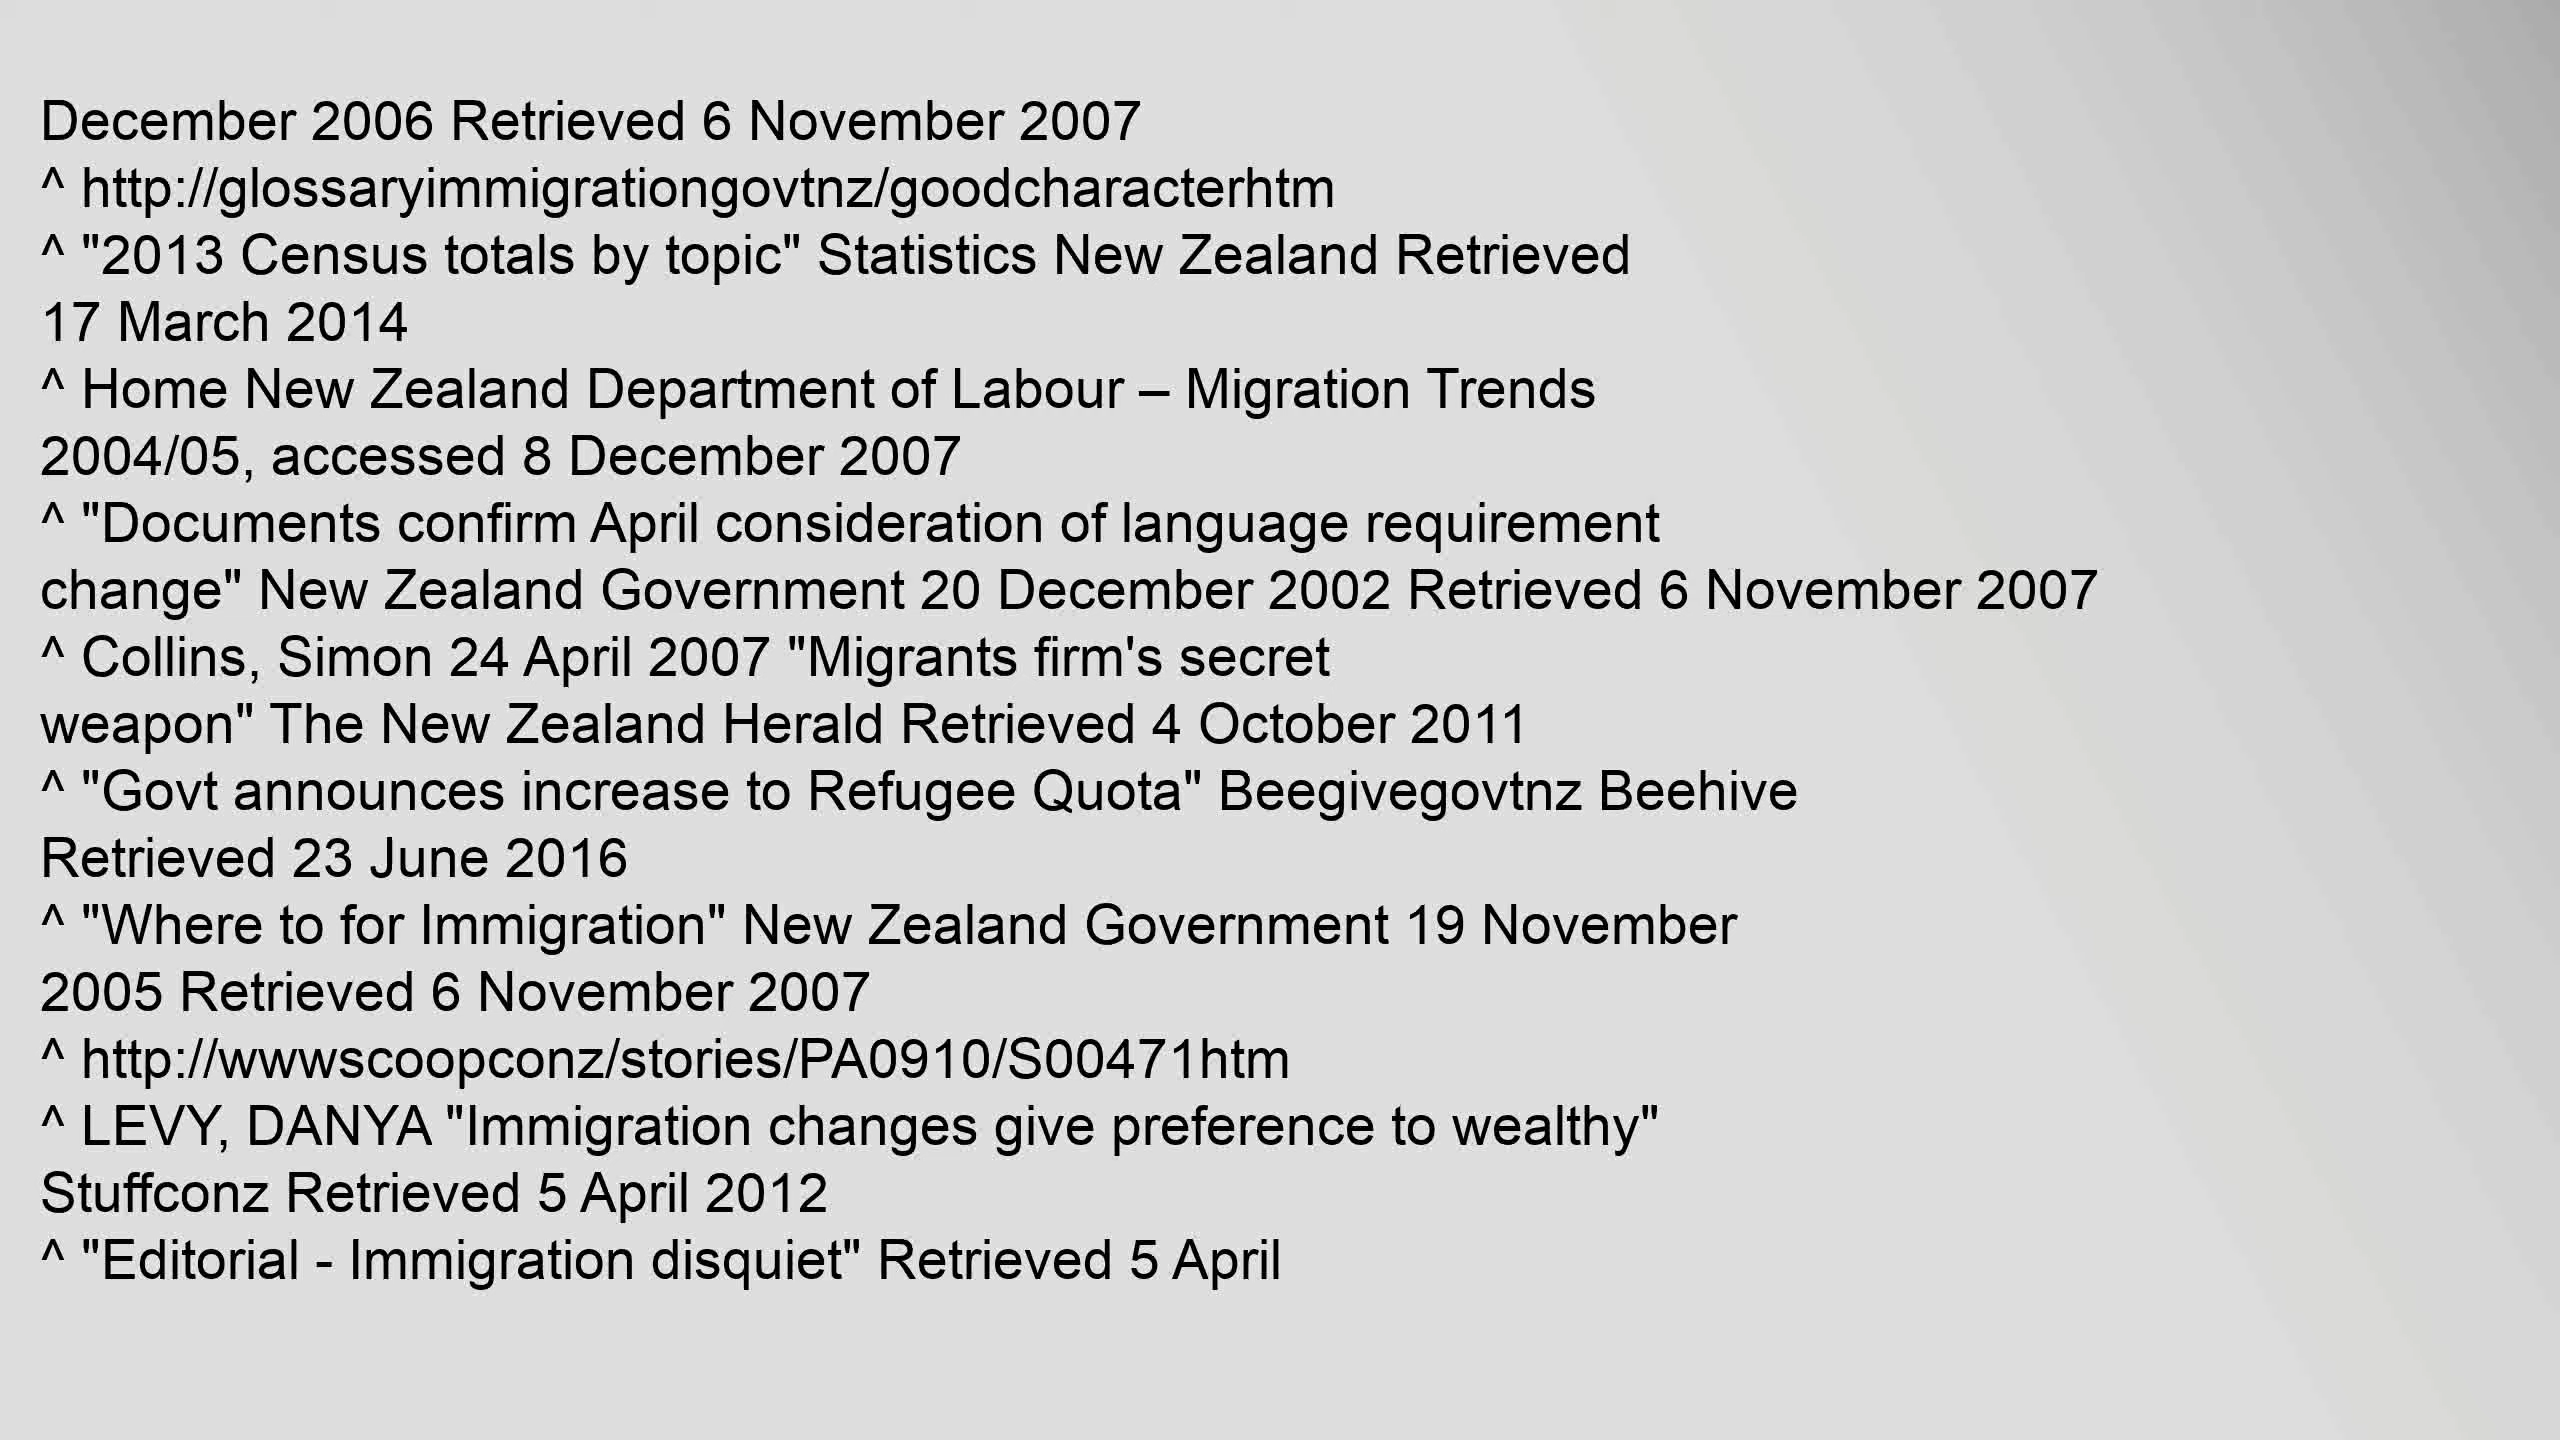 December 2006 Retrieved 6 November 2007
^ http://glossaryimmigrationgovtnz/goodcharacterhtm
^ "2013 Census totals by topic" Statistics New Zealand Retrieved
17 March 2014
^ Home New Zealand Department of Labour – Migration Trends
2004/05, accessed 8 December 2007
^ "Documents confirm April consideration of language requirement
change" New Zealand Government 20 December 2002 Retrieved 6 November 2007
^ Collins, Simon 24 April 2007 "Migrants firm's secret
weapon" The New Zealand Herald Retrieved 4 October 2011
^ "Govt announces increase to Refugee Quota" Beegivegovtnz Beehive
Retrieved 23 June 2016
^ "Where to for Immigration" New Zealand Government 19 November
2005 Retrieved 6 November 2007
^ http://wwwscoopconz/stories/PA0910/S00471htm
^ LEVY, DANYA "Immigration changes give preference to wealthy"
Stuffconz Retrieved 5 April 2012
^ "Editorial - Immigration disquiet" Retrieved 5 April